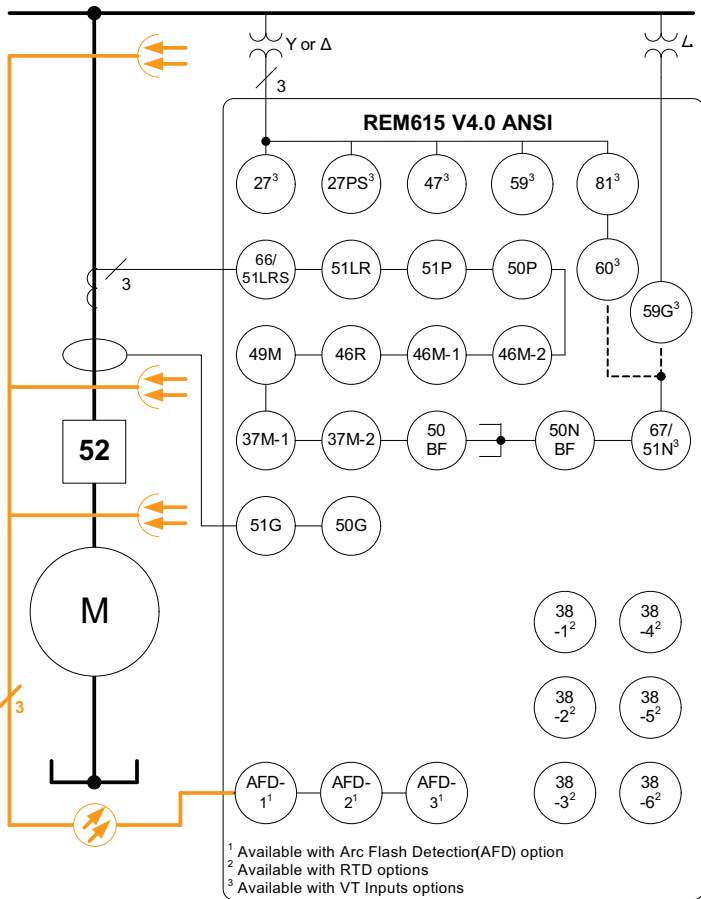 Y or Δ
3
REM615 V4.0 ANSI
27³
27PS³
47³
59³
81³
66/
51LRS
51LR
51P
50P
60³
59G³
3
49M
46R
46M-1
46M-2
52
37M-1
37M-2
50
BF
50N
BF
67/
51N³
51G
50G
M
38
-1²
38
-4²
38
-2²
38
-5²
3
AFD-
1¹
AFD-
2¹
AFD-
3¹
38
-3²
38
-6²
¹ Available with Arc Flash Detection(AFD) option
² Available with RTD options
³ Available with VT Inputs options